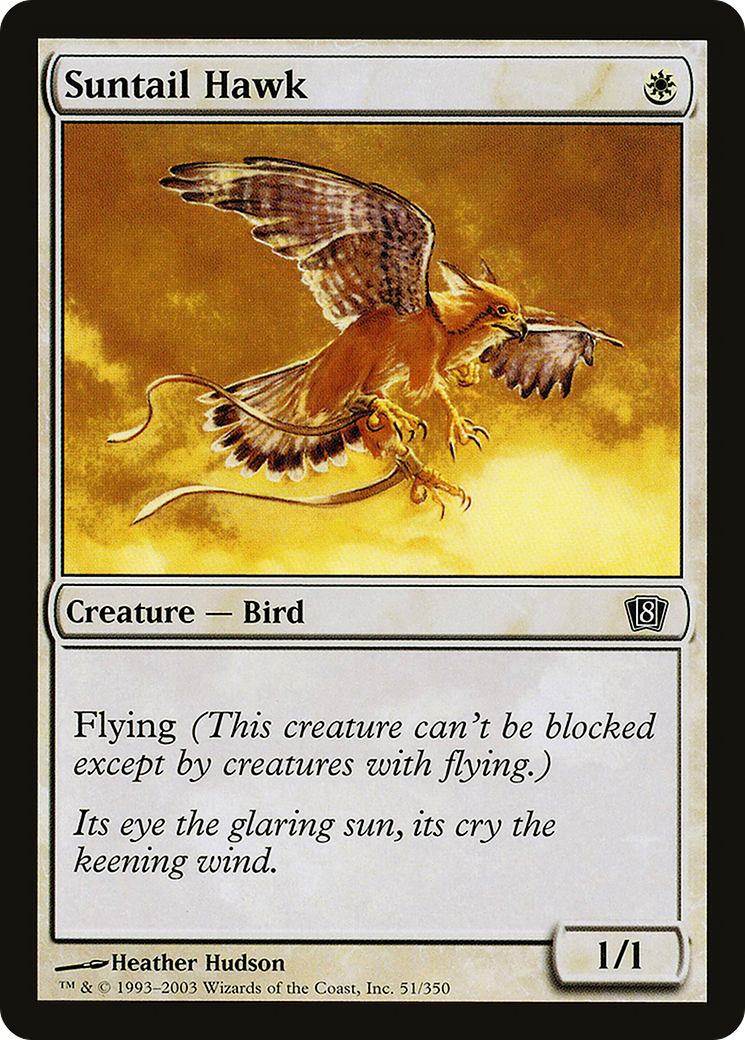 Suntail Hawk
Creature — Bird
8
Flying (This creature can't be blocked
except by creatures with flying.)
Its eye the glaring sun, its cry the
keening wind.
1/1
Heather Hudson
™ & © 1993–2003 Wizards of the Coast, Inc. 51/350